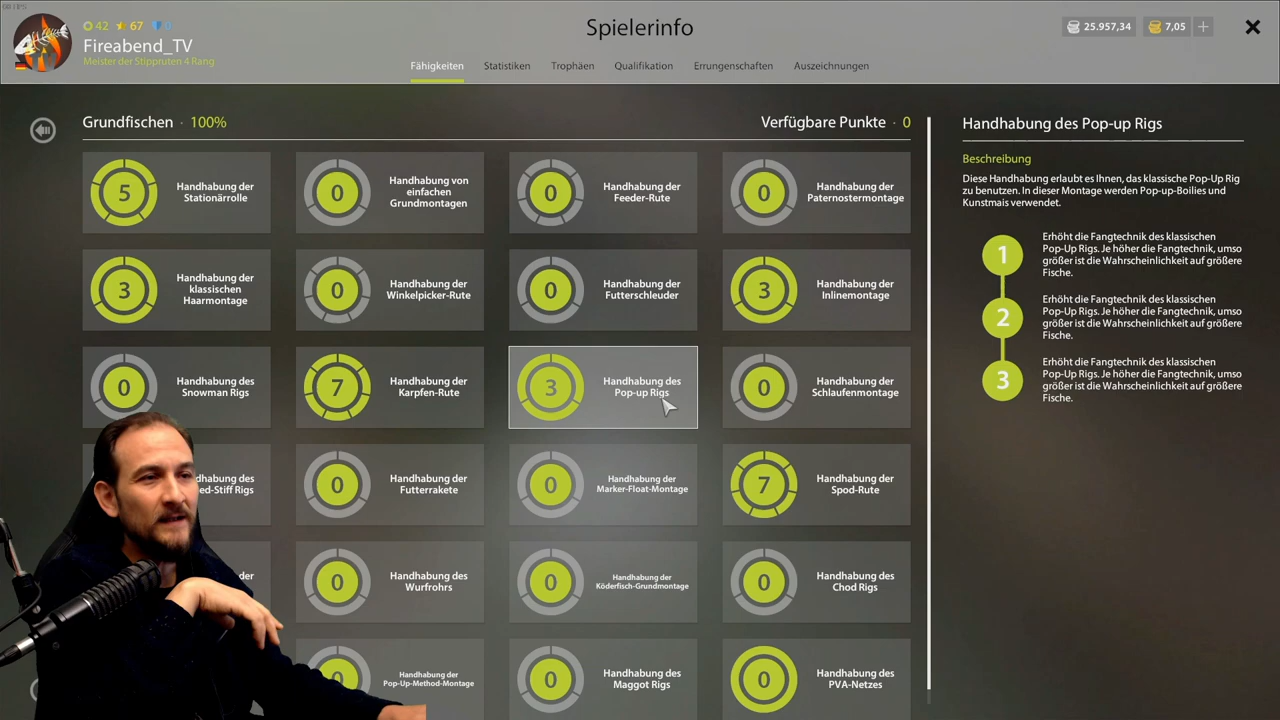 42 67 0
Fireabend_TV
Meister der Stippruten 4 Rang
Spielerinfo
25.957,34
7,05
Fähigkeiten
Statistiken
Trophäen
Qualifikation
Errungenschaften
Auszeichnungen
Grundfischen · 100%
Verfügbare Punkte · 0
5
Handhabung der
Stationärrolle
0
Handhabung von
einfachen
Grundmontagen
0
Handhabung der
Feeder-Rute
0
Handhabung der
Paternostermontage
3
Handhabung der
klassischen
Haarmontage
0
Handhabung der
Winkelpicker-Rute
0
Handhabung der
Futterschleuder
3
Handhabung der
Inlinemontage
0
Handhabung des
Snowman Rigs
7
Handhabung der
Karpfen-Rute
3
Handhabung des
Pop-up Rigs
0
Handhabung der
Schlaufenmontage
0
Handhabung der
Futterrakete
0
Handhabung der
Marker-Float-Montage
7
Handhabung der
Spod-Rute
0
Handhabung des
Wurfrohrs
0
Handhabung der
Köderfisch-Grundmontage
0
Handhabung des
Chod Rigs
0
Handhabung der
Pop-Up-Method-Montage
0
Handhabung des
Maggot Rigs
0
Handhabung des
PVA-Netzes
Handhabung des Pop-up Rigs
Beschreibung
Diese Handhabung erlaubt es Ihnen, das klassische Pop-Up Rig
zu benutzen. In dieser Montage werden Pop-up-Boilies und
Kunstmais verwendet.
1
Erhöht die Fangtechnik des klassischen
Pop-Up Rigs. Je höher die Fangtechnik, umso
größer ist die Wahrscheinlichkeit auf größere
Fische.
2
Erhöht die Fangtechnik des klassischen
Pop-Up Rigs. Je höher die Fangtechnik, umso
größer ist die Wahrscheinlichkeit auf größere
Fische.
3
Erhöht die Fangtechnik des klassischen
Pop-Up Rigs. Je höher die Fangtechnik, umso
größer ist die Wahrscheinlichkeit auf größere
Fische.